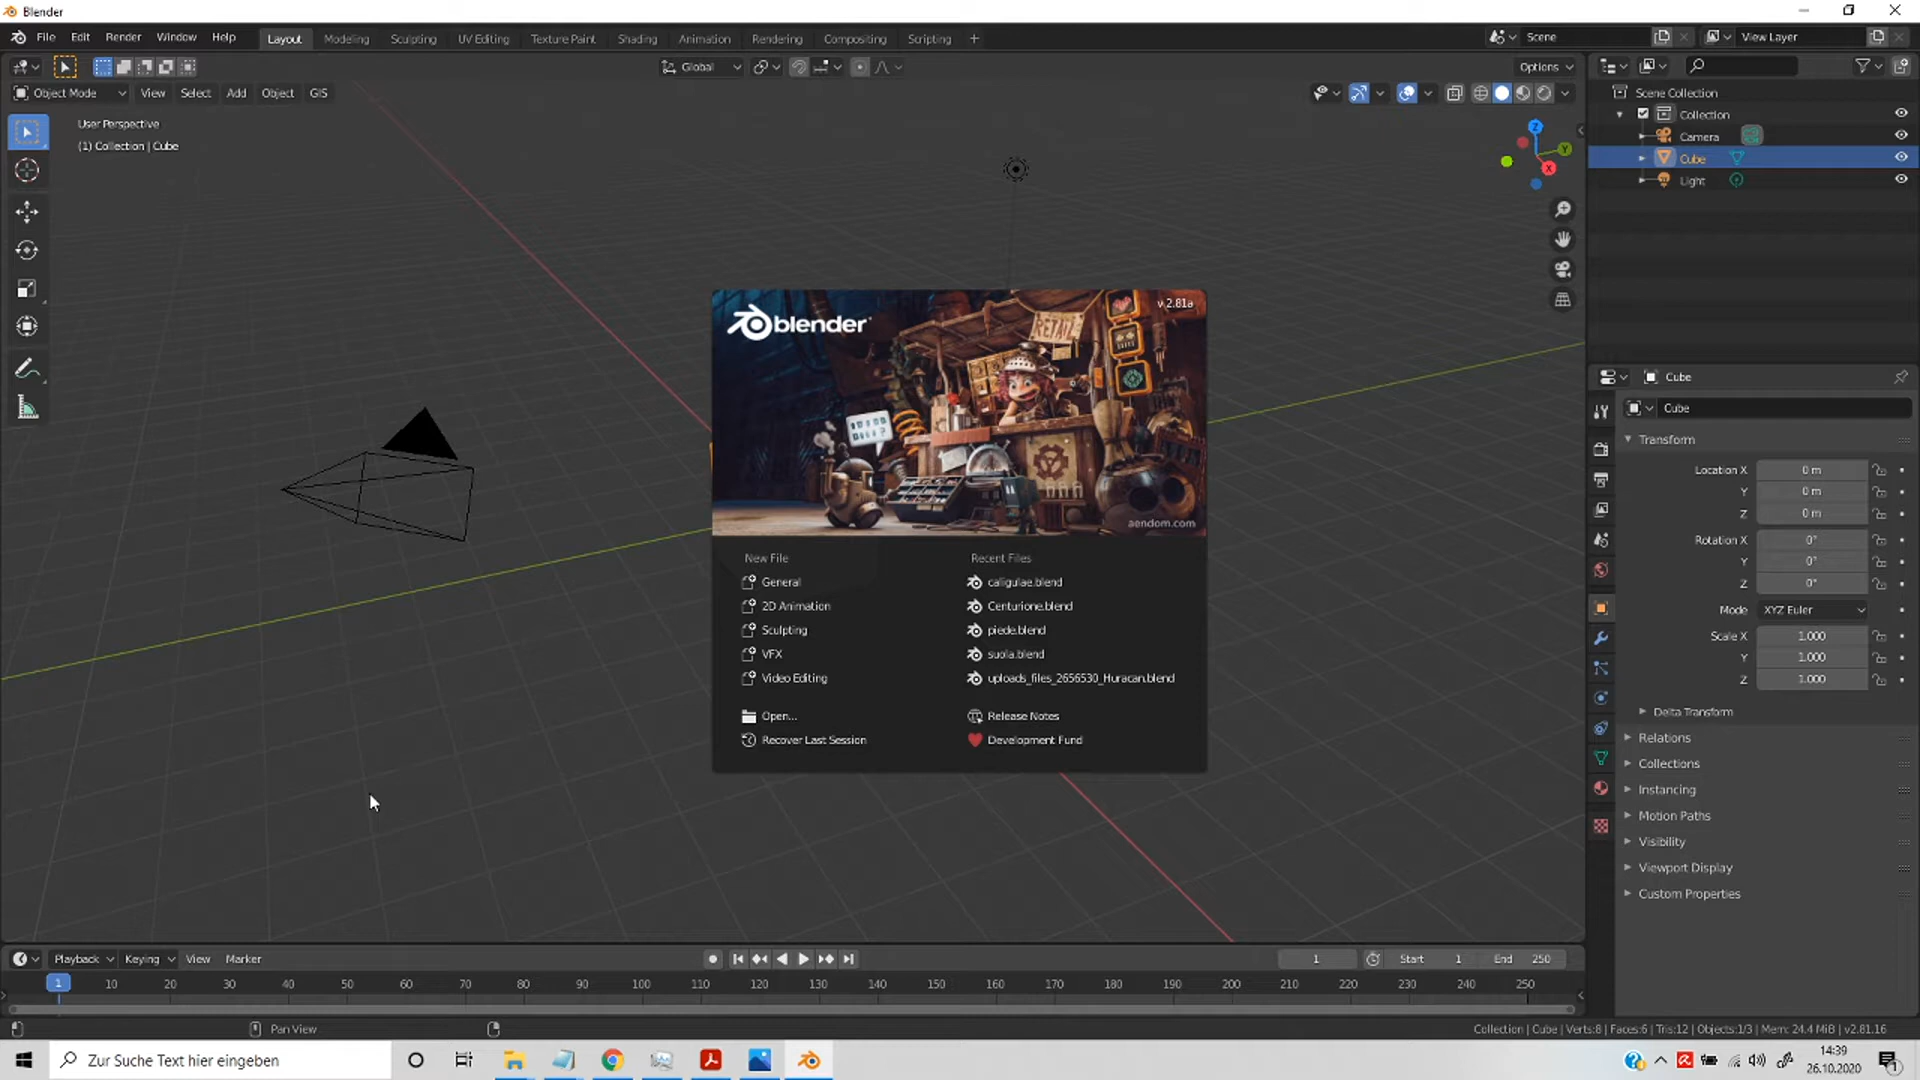 Blender
File Edit Render Window Help Layout Modeling Sculpting UV Editing Texture Paint Shading Animation Rendering Compositing Scripting + Scene View Layer
Global Options
Object Mode View Select Add Object GIS
User Perspective
(1) Collection | Cube
Z
Y
X
Scene Collection
Collection
Camera
Cube
Light
blender
v 2.81a
RETAIL
aendom.com
New File
General
2D Animation
Sculpting
VFX
Video Editing
Open...
Recover Last Session
Recent Files
caligulae.blend
Centurione.blend
piede.blend
suola.blend
uploads_files_2656530_Huracan.blend
Release Notes
Development Fund
Cube
Cube
Transform
Location X 0 m
Y 0 m
Z 0 m
Rotation X 0°
Y 0°
Z 0°
Mode XYZ Euler
Scale X 1.000
Y 1.000
Z 1.000
Delta Transform
Relations
Collections
Instancing
Motion Paths
Visibility
Viewport Display
Custom Properties
Playback Keying View Marker 1 Start 1 End 250
1 10 20 30 40 50 60 70 80 90 100 110 120 130 140 150 160 170 180 190 200 210 220 230 240 250
Pan View
Collection | Cube | Verts:8 | Faces:6 | Tris:12 | Objects:1/3 | Mem: 24.4 MiB | v2.81.16
Zur Suche Text hier eingeben
14:39
26.10.2020
1